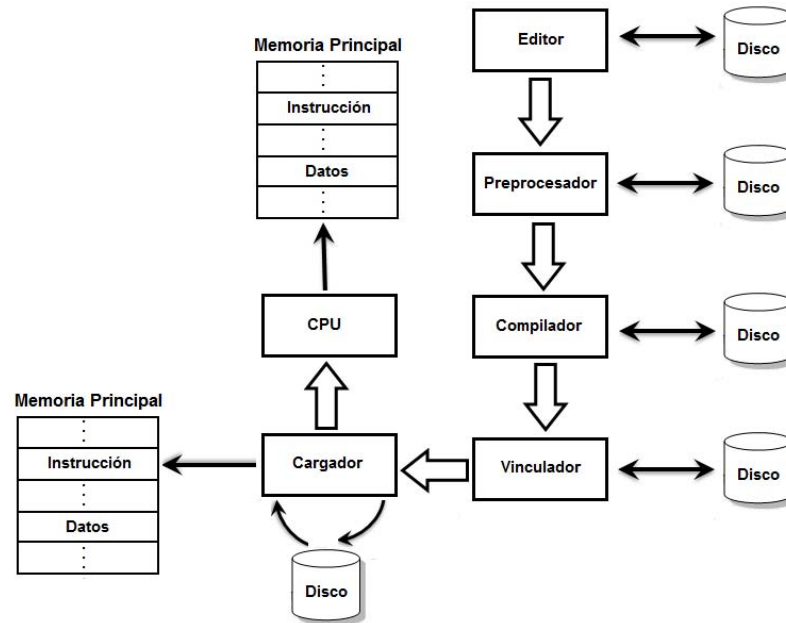 Editor
Disco
Memoria Principal
Instrucción
Datos
Preprocesador
Disco
CPU
Compilador
Disco
Memoria Principal
Instrucción
Datos
Cargador
Vinculador
Disco
Disco